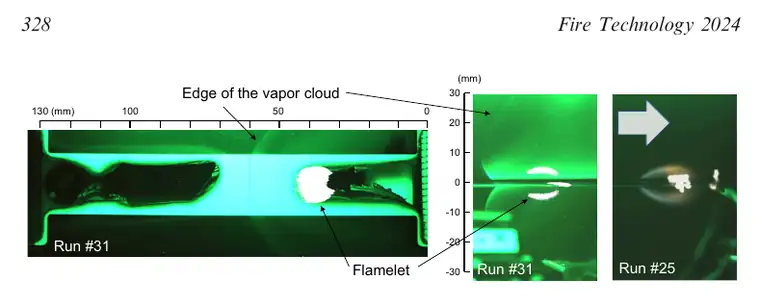 328
Fire Technology 2024
Edge of the vapor cloud
130 (mm)
100
50
0
Run #31
Flamelet
(mm)
30
20
10
0
-10
-20
-30
Run #31
Run #25